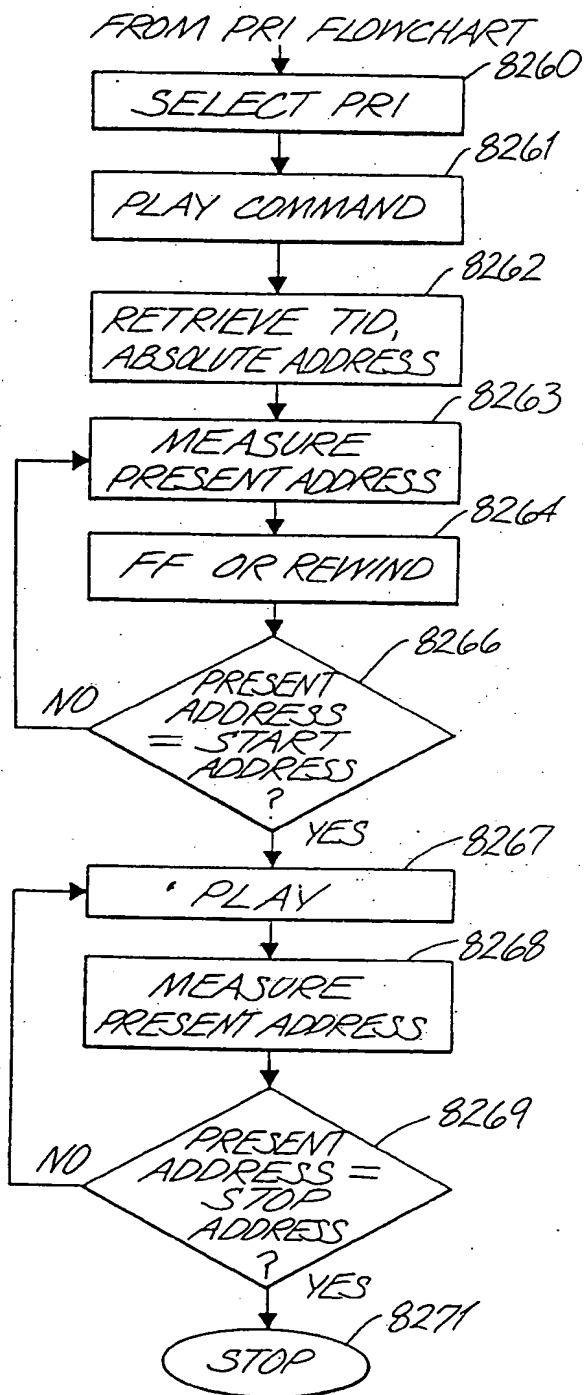 FROM PRI FLOWCHART
8260
SELECT PRI
8261
PLAY COMMAND
8262
RETRIEVE TID,
ABSOLUTE ADDRESS
8263
MEASURE
PRESENT ADDRESS
8264
FF OR REWIND
8266
PRESENT
ADDRESS
= START
ADDRESS
?
NO
YES
8267
PLAY
8268
MEASURE
PRESENT ADDRESS
8269
PRESENT
ADDRESS =
STOP
ADDRESS
?
NO
YES
8271
STOP